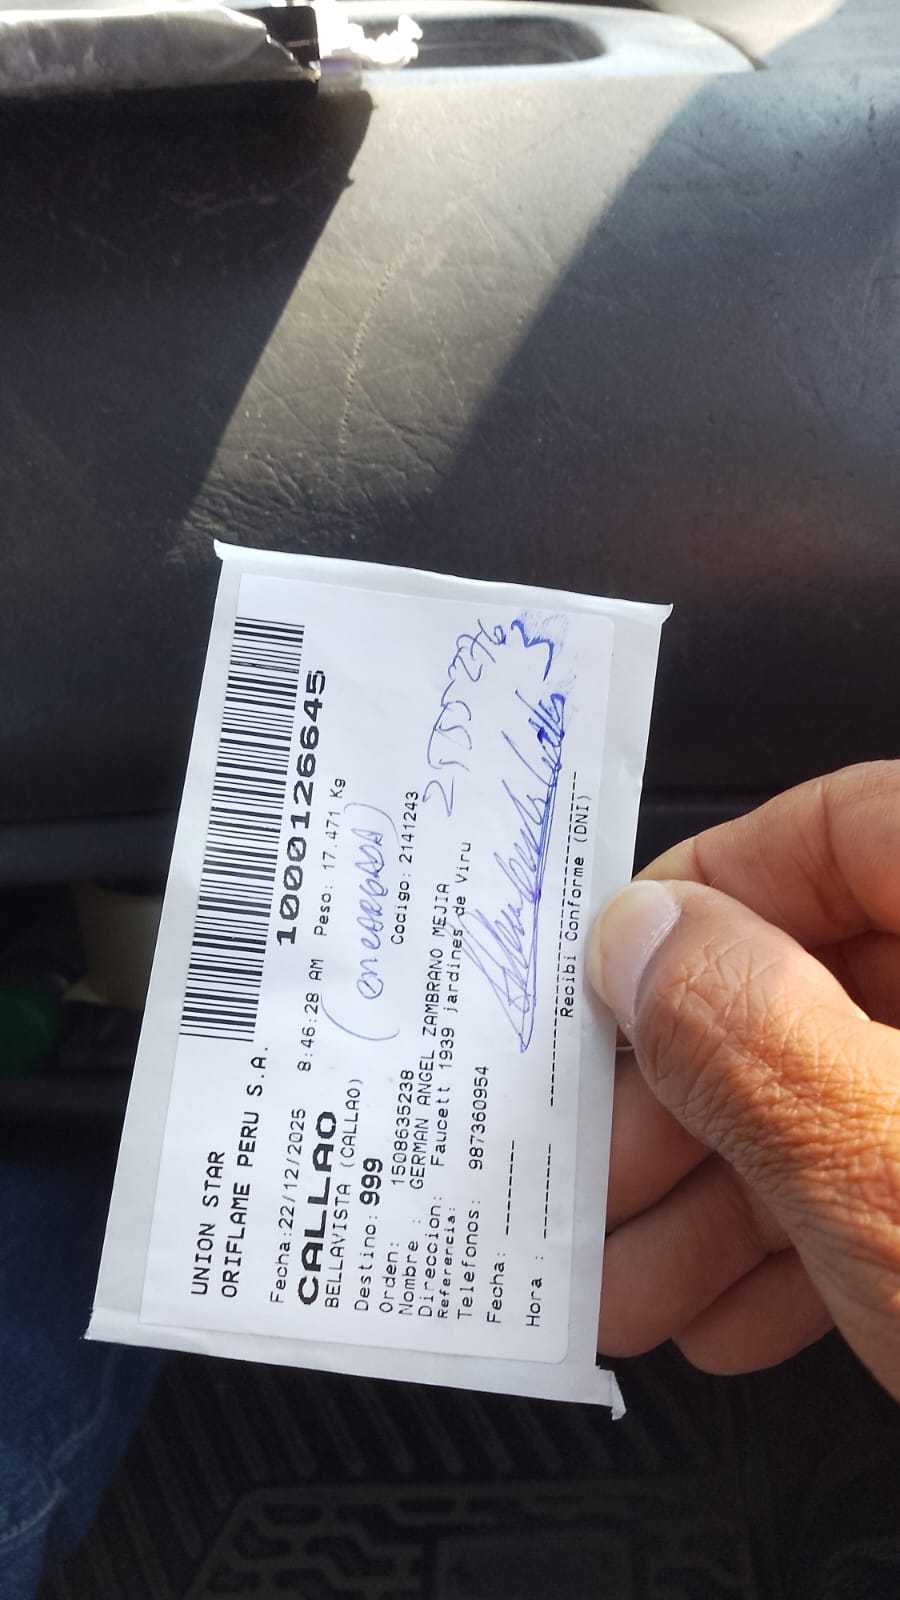 UNION STAR
ORIFLAME PERU S.A.
1000126645
Fecha:22/12/2025 8:46:28 AM Peso: 17.471 Kg
CALLAO
BELLAVISTA (CALLAO)
(encargada)
Destino: 999
Orden: 1508635238 Codigo: 2141243
Nombre : GERMAN ANGEL ZAMBRANO MEJIA
Direccion: Faucett 1939 jardines de Viru
Referencia:
Telefonos: 987360954
Fecha: --------
Hora : --------
Recibi Conforme (DNI)